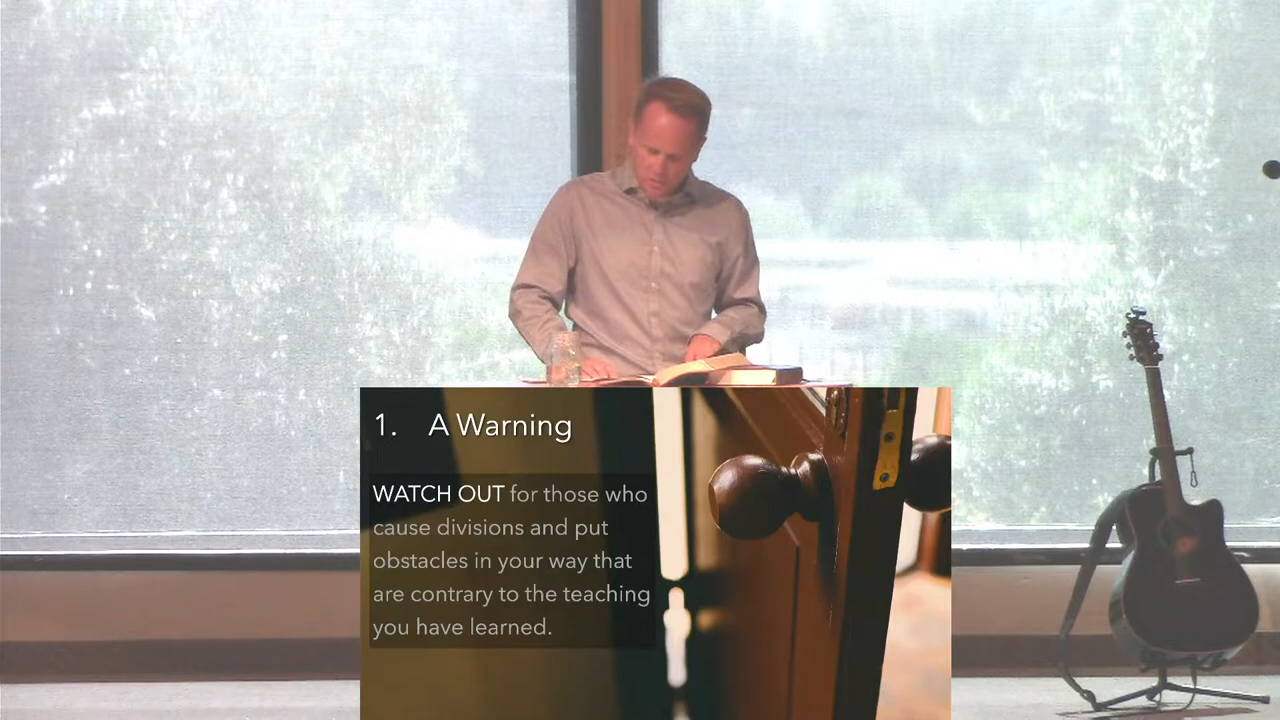 1. A Warning
WATCH OUT for those who
cause divisions and put
obstacles in your way that
are contrary to the teaching
you have learned.